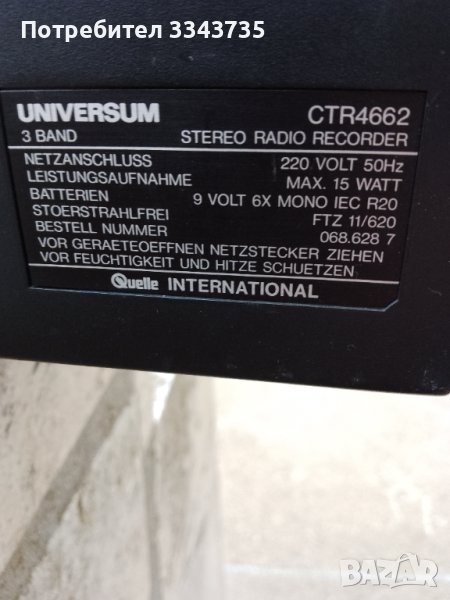 Потребител 3343735
UNIVERSUM CTR4662
3 BAND STEREO RADIO RECORDER
NETZANSCHLUSS 220 VOLT 50Hz
LEISTUNGSAUFNAHME MAX. 15 WATT
BATTERIEN 9 VOLT 6X MONO IEC R20
STOERSTRAHLFREI FTZ 11/620
BESTELL NUMMER 068.628 7
VOR GERAETEOEFFNEN NETZSTECKER ZIEHEN
VOR FEUCHTIGKEIT UND HITZE SCHUETZEN
Quelle INTERNATIONAL
BAZAR